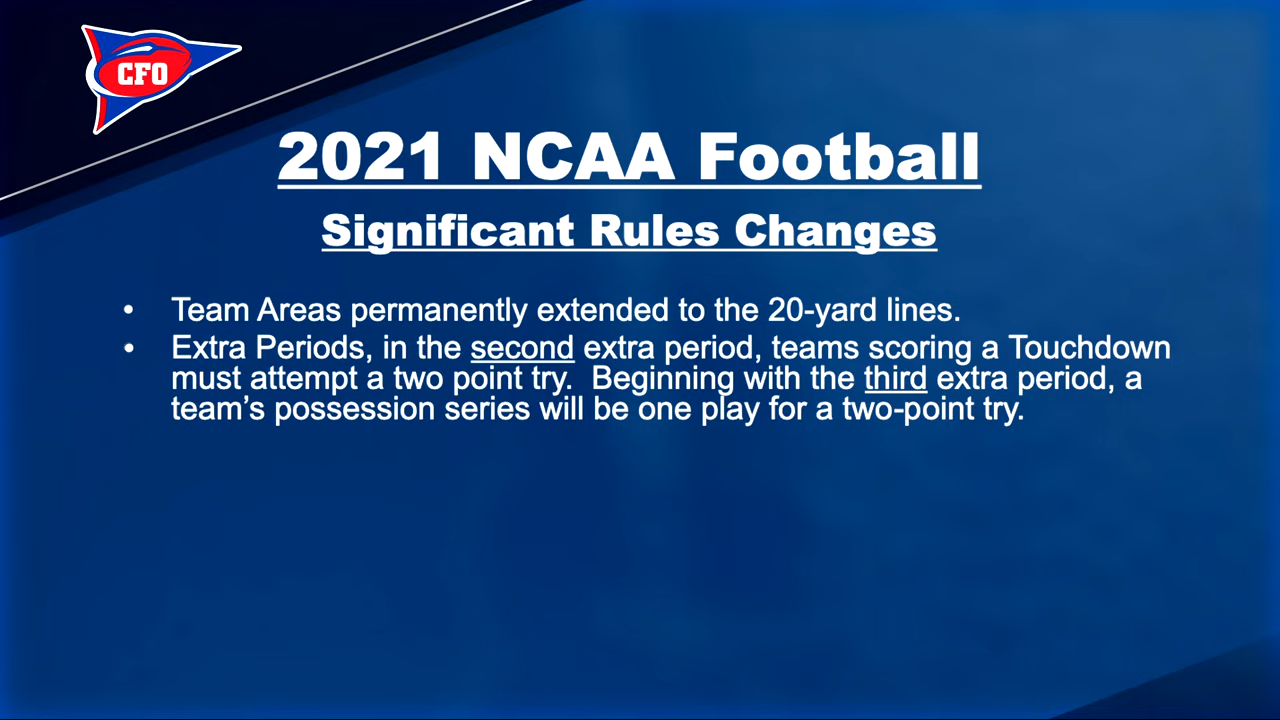 CFO
2021 NCAA Football
Significant Rules Changes
• Team Areas permanently extended to the 20-yard lines.
• Extra Periods, in the second extra period, teams scoring a Touchdown
must attempt a two point try.  Beginning with the third extra period, a
team’s possession series will be one play for a two-point try.